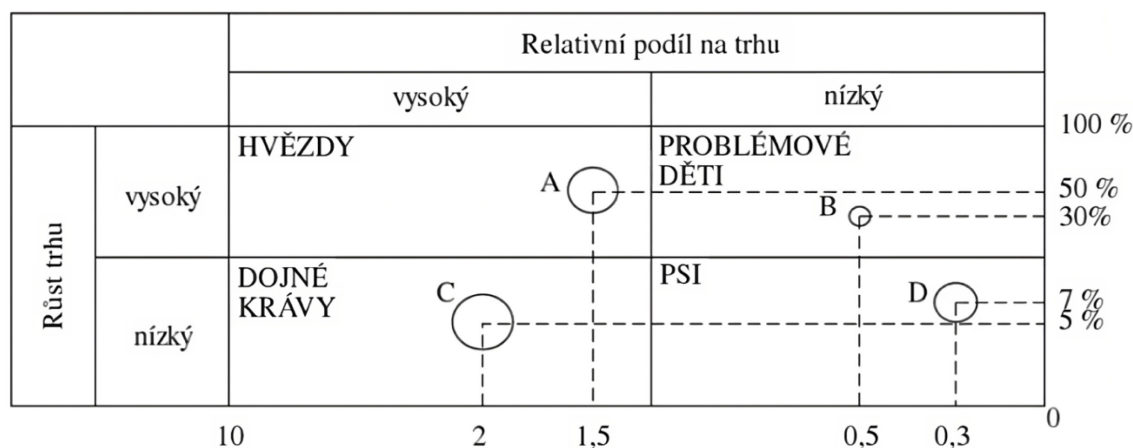 Relativní podíl na trhu
vysoký
nízký
100 %
Růst trhu
vysoký
HVĚZDY
A
PROBLÉMOVÉ
DĚTI
B
50 %
30%
nízký
DOJNÉ
KRÁVY
C
PSI
D
7 %
5 %
0
10
2
1,5
0,5
0,3